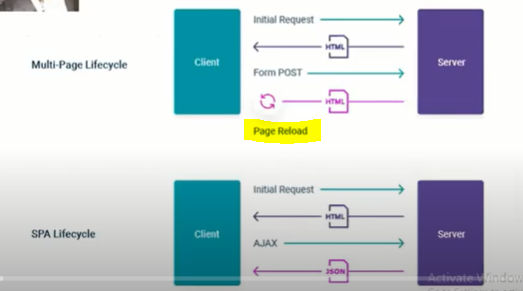 Initial Request
HTML
Multi-Page Lifecycle
Client
Server
Form POST
HTML
Page Reload
Initial Request
HTML
SPA Lifecycle
Client
Server
AJAX
JSON
Activate Window